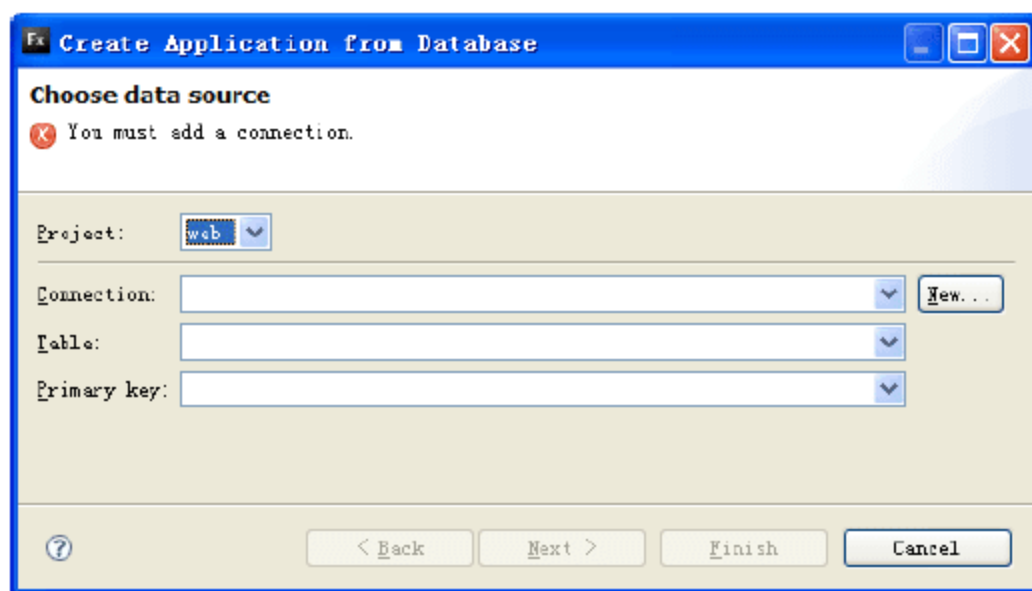 Fx Create Application from Database
Choose data source
You must add a connection.
Project: web
Connection: New...
Table:
Primary key:
? < Back Next > Finish Cancel